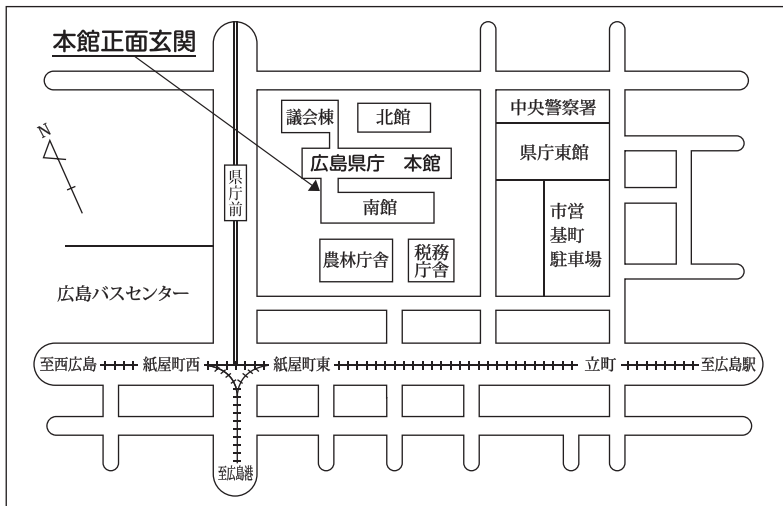 本館正面玄関
議会棟
北館
中央警察署
N
広島県庁　本館
県庁東館
県庁前
南館
市営
基町
駐車場
農林庁舎
税務
庁舎
広島バスセンター
至西広島
紙屋町西
紙屋町東
立町
至広島駅
至広島港